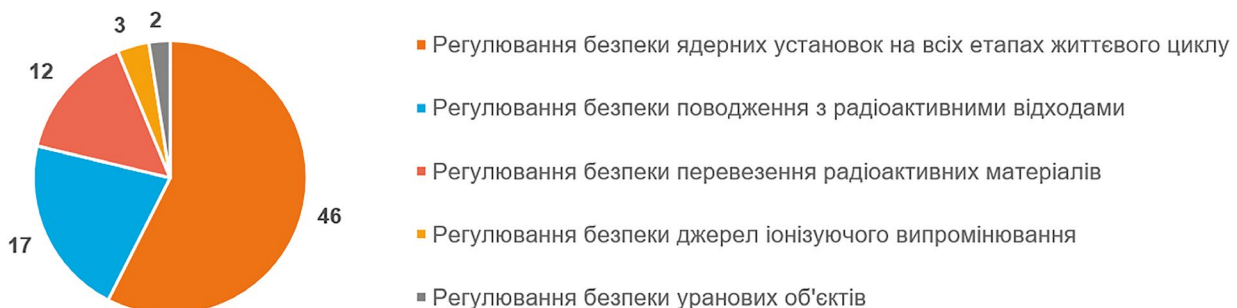 3 2
12
46
17
Регулювання безпеки ядерних установок на всіх етапах життєвого циклу
Регулювання безпеки поводження з радіоактивними відходами
Регулювання безпеки перевезення радіоактивних матеріалів
Регулювання безпеки джерел іонізуючого випромінювання
Регулювання безпеки уранових об'єктів